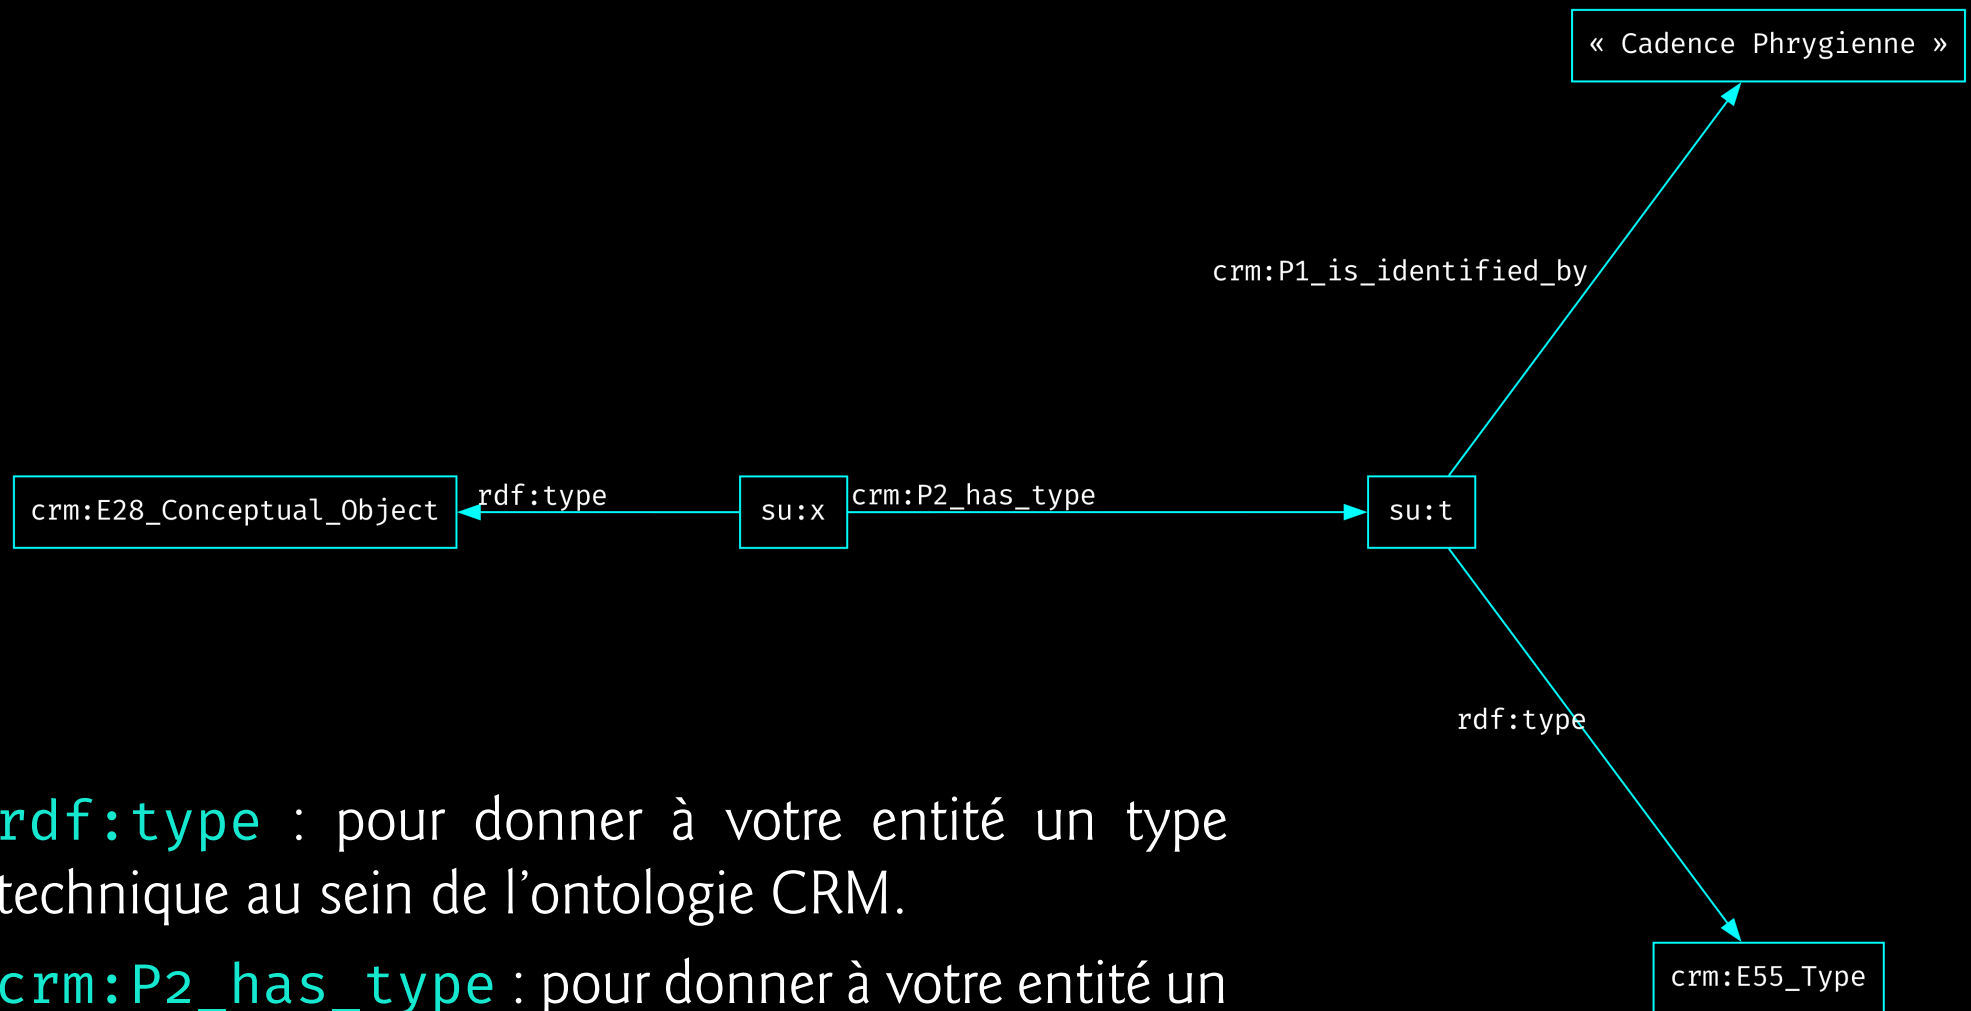 « Cadence Phrygienne »
crm:P1_is_identified_by
crm:E28_Conceptual_Object
rdf:type
su:x
crm:P2_has_type
su:t
rdf:type
rdf:type : pour donner à votre entité un type
technique au sein de l’ontologie CRM.
crm:E55_Type
crm:P2_has_type : pour donner à votre entité un